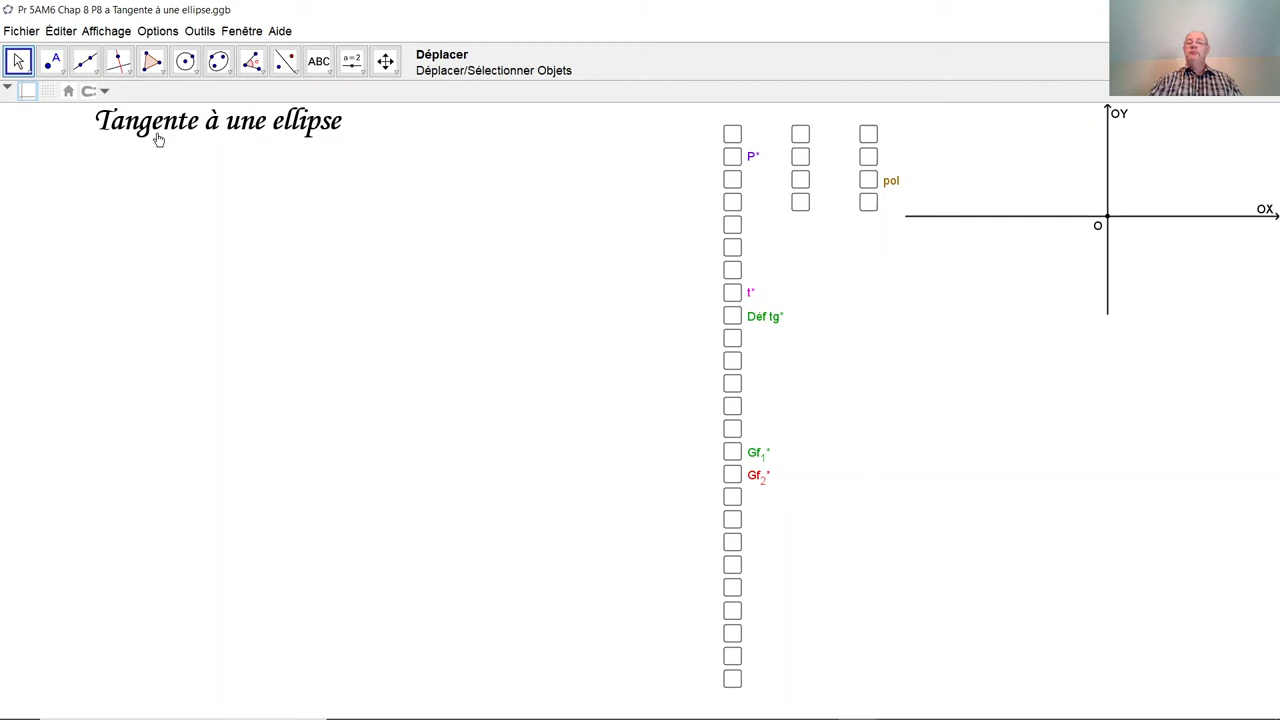 Pr 5AM6 Chap 8 P8 a Tangente à une ellipse.ggb
Fichier Éditer Affichage Options Outils Fenêtre Aide
A ABC a=2
Déplacer
Déplacer/Sélectionner Objets
Tangente à une ellipse
OY
P*
pol
OX
O
t*
Déf tg*
Gf1*
Gf2*